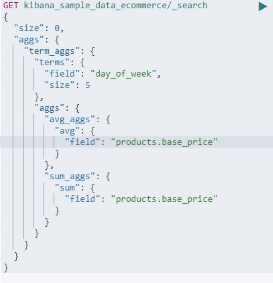 GET kibana_sample_data_ecommerce/_search
{
"size": 0,
"aggs": {
"term_aggs": {
"terms": {
"field": "day_of_week",
"size": 5
},
"aggs": {
"avg_aggs": {
"avg": {
"field": "products.base_price"
}
},
"sum_aggs": {
"sum": {
"field": "products.base_price"
}
}
}
}
}
}